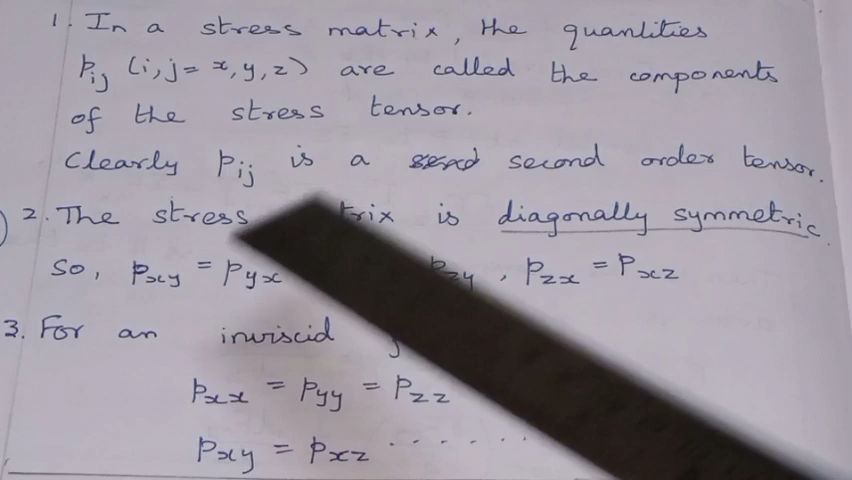 1. In a stress matrix, the quantities
Pij (i,j = x, y, z) are called the components
of the stress tensor.
Clearly Pij is a second order tensor.
2. The stress is diagonally symmetric.
So, Pxy = Pyx , Pzx = Pxz
3. For an inviscid
Pxx = Pyy = Pzz
Pxy = Pxz .......